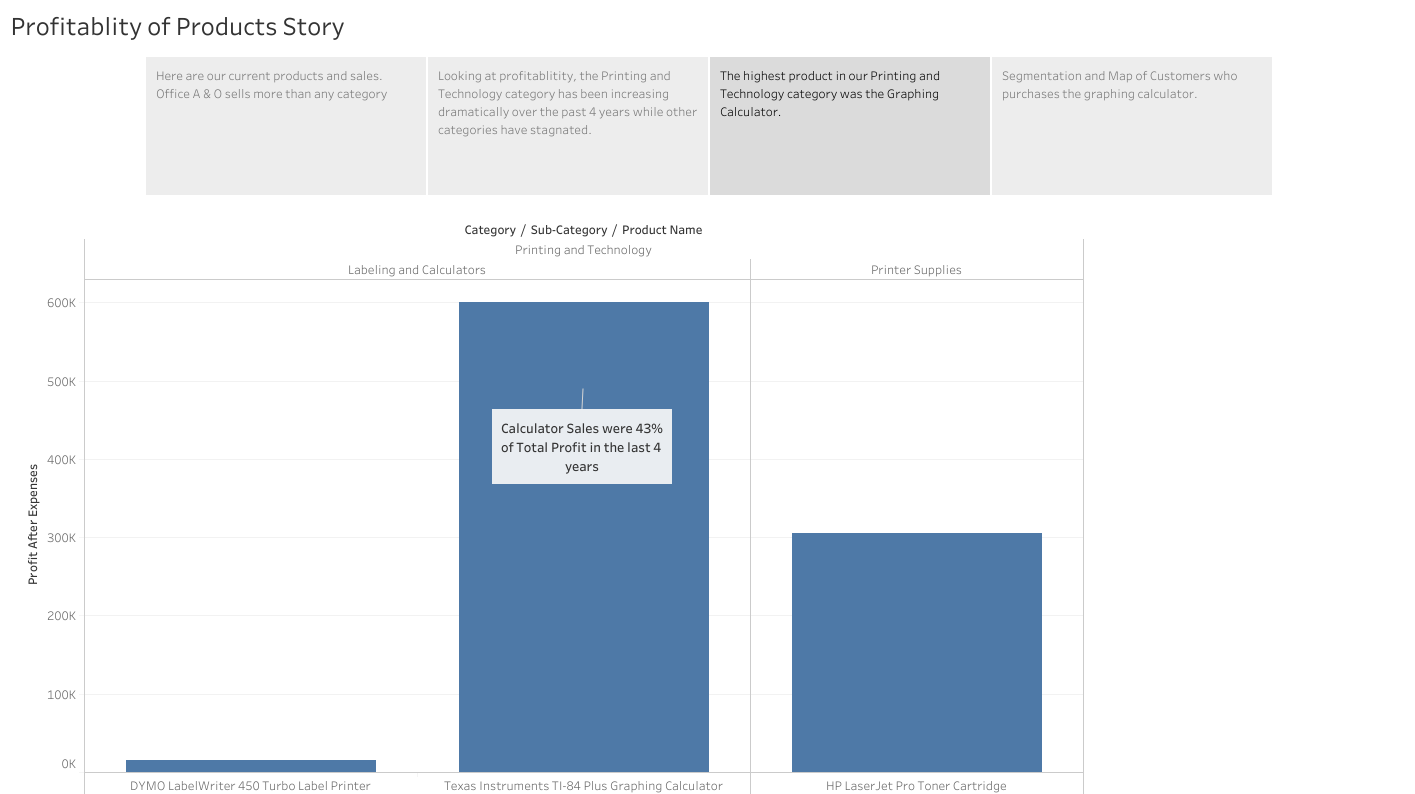 Profitablity of Products Story
Here are our current products and sales.
Office A & O sells more than any category
Looking at profitablitity, the Printing and
Technology category has been increasing
dramatically over the past 4 years while other
categories have stagnated.
The highest product in our Printing and
Technology category was the Graphing
Calculator.
Segmentation and Map of Customers who
purchases the graphing calculator.
Category / Sub-Category / Product Name
Printing and Technology
Labeling and Calculators
Printer Supplies
600K
500K
400K
300K
200K
100K
0K
Profit After Expenses
Calculator Sales were 43%
of Total Profit in the last 4
years
DYMO LabelWriter 450 Turbo Label Printer
Texas Instruments TI-84 Plus Graphing Calculator
HP LaserJet Pro Toner Cartridge